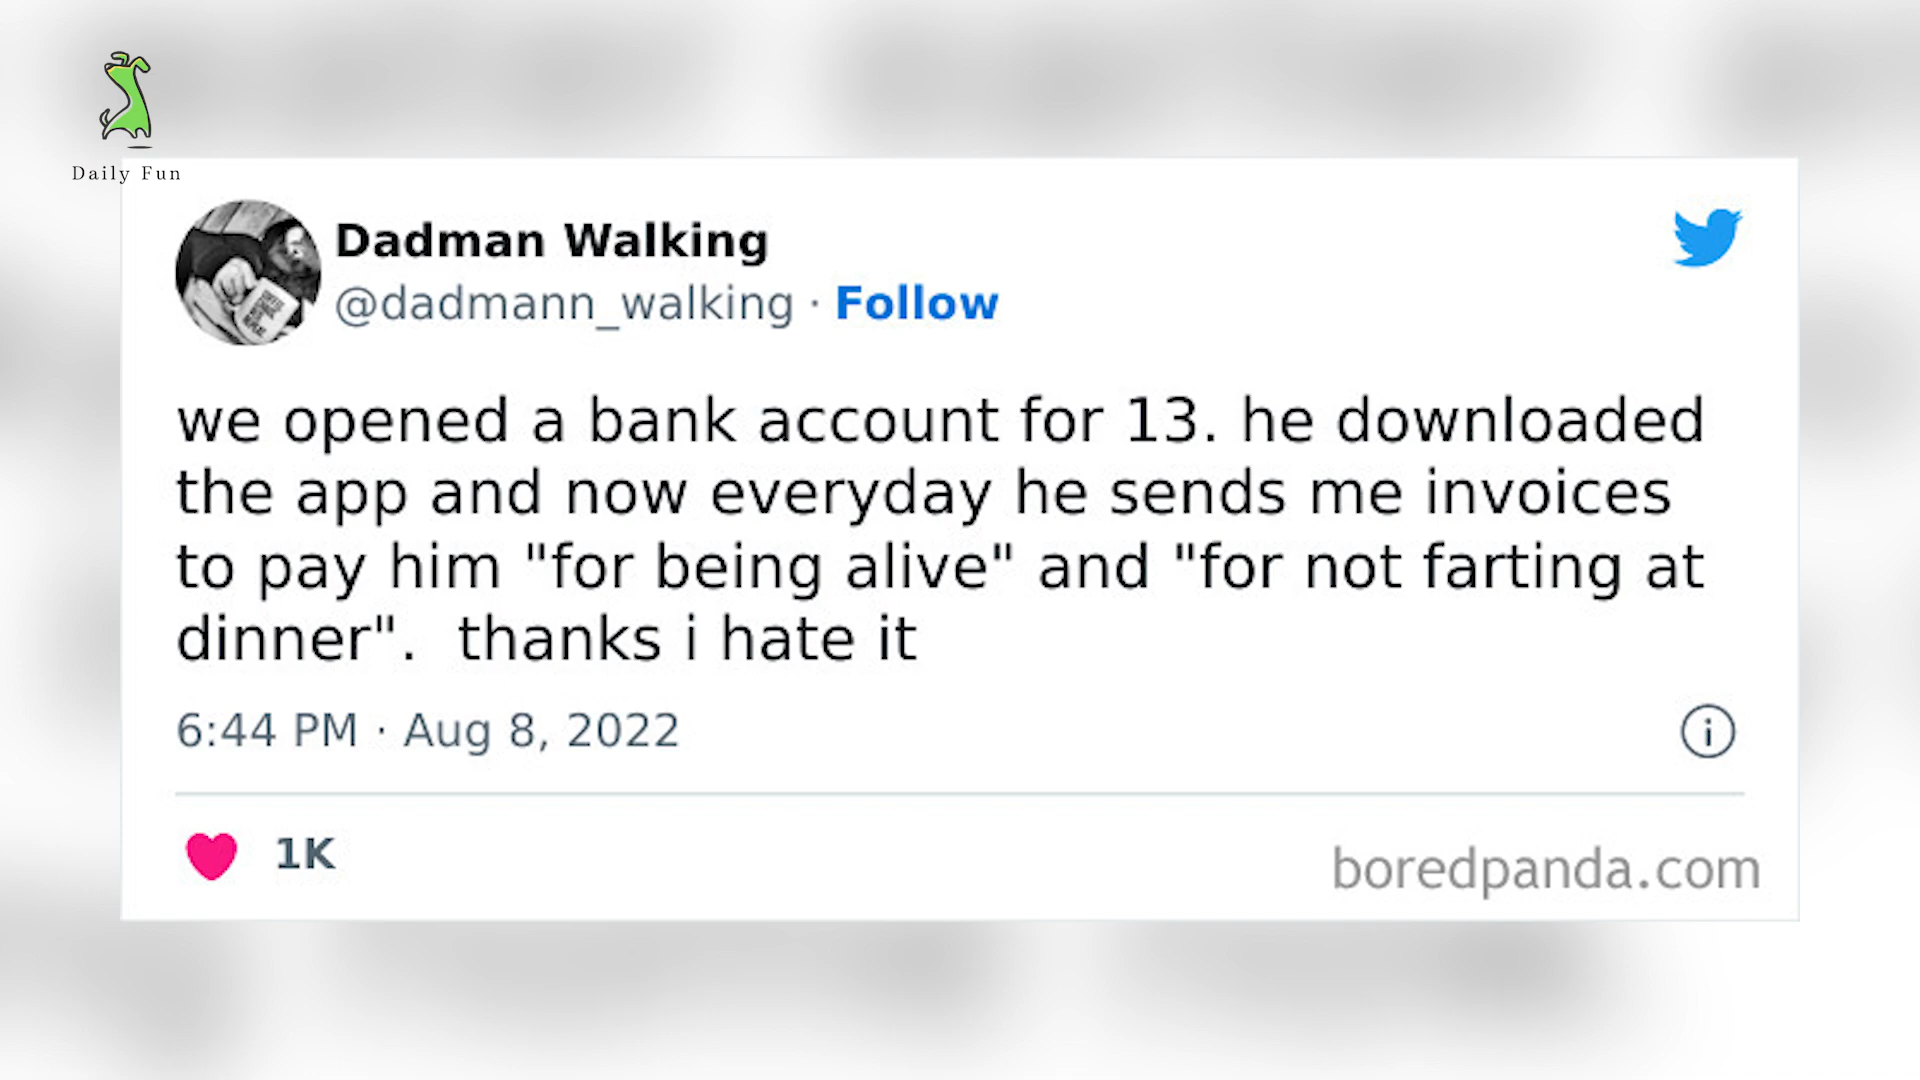 Daily Fun
Dadman Walking
@dadmann_walking · Follow
we opened a bank account for 13. he downloaded
the app and now everyday he sends me invoices
to pay him "for being alive" and "for not farting at
dinner".  thanks i hate it
6:44 PM · Aug 8, 2022
1K
boredpanda.com